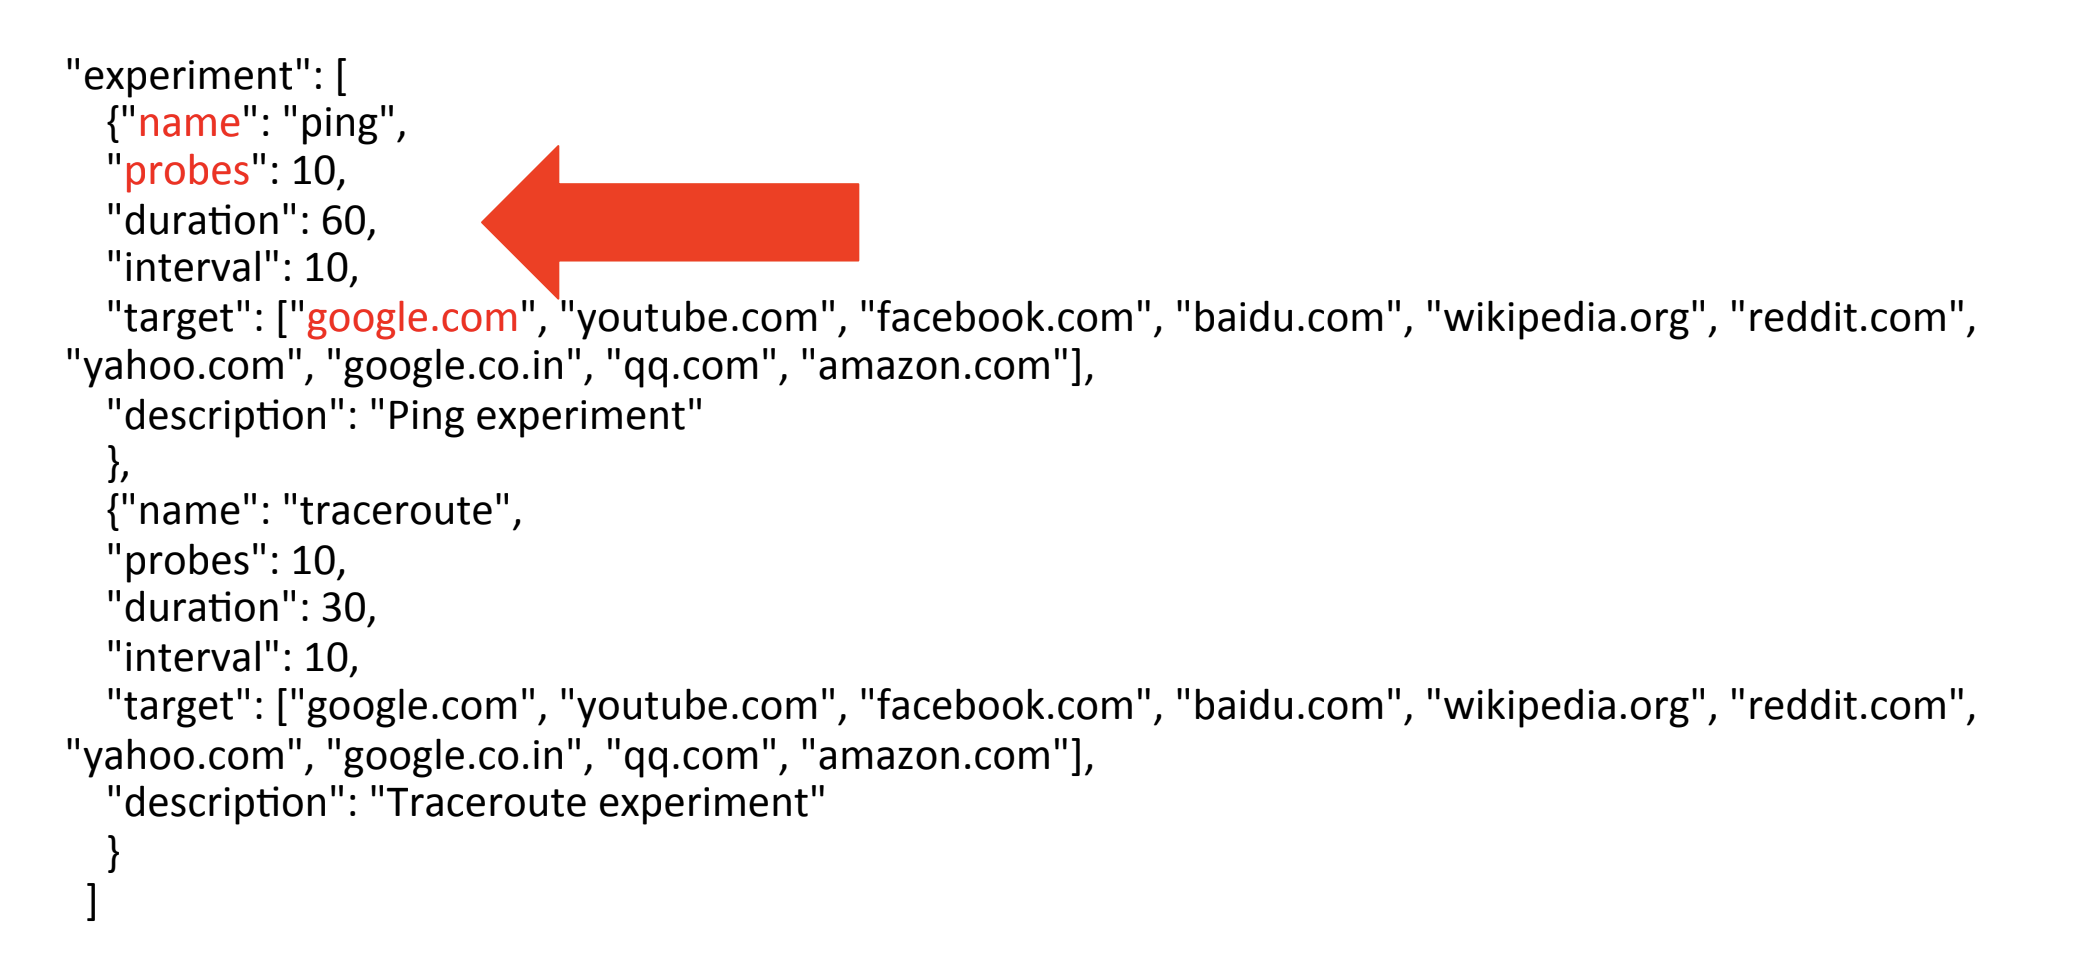 "experiment": [
{"name": "ping",
"probes": 10,
"duration": 60,
"interval": 10,
"target": ["google.com", "youtube.com", "facebook.com", "baidu.com", "wikipedia.org", "reddit.com",
"yahoo.com", "google.co.in", "qq.com", "amazon.com"],
"description": "Ping experiment"
},
{"name": "traceroute",
"probes": 10,
"duration": 30,
"interval": 10,
"target": ["google.com", "youtube.com", "facebook.com", "baidu.com", "wikipedia.org", "reddit.com",
"yahoo.com", "google.co.in", "qq.com", "amazon.com"],
"description": "Traceroute experiment"
}
]